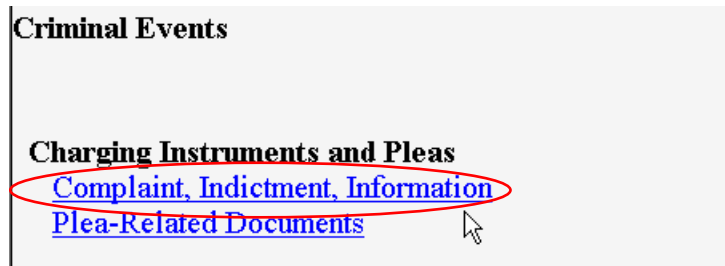 Criminal Events
Charging Instruments and Pleas
Complaint, Indictment, Information
Plea-Related Documents